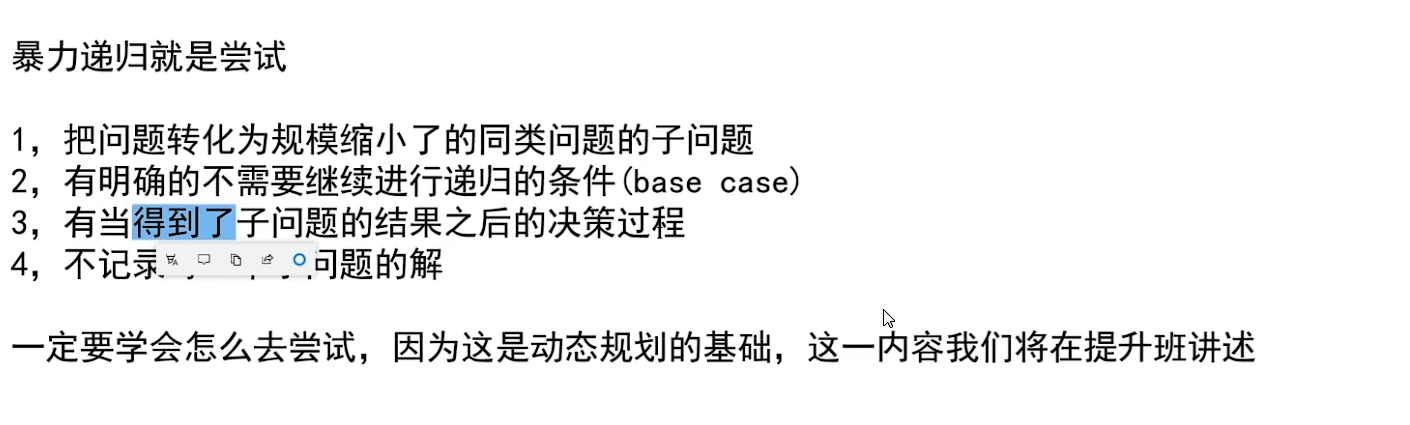 暴力递归就是尝试
1，把问题转化为规模缩小了的同类问题的子问题
2，有明确的不需要继续进行递归的条件(base case)
3，有当得到了子问题的结果之后的决策过程
4，不记录问题的解
一定要学会怎么去尝试，因为这是动态规划的基础，这一内容我们将在提升班讲述